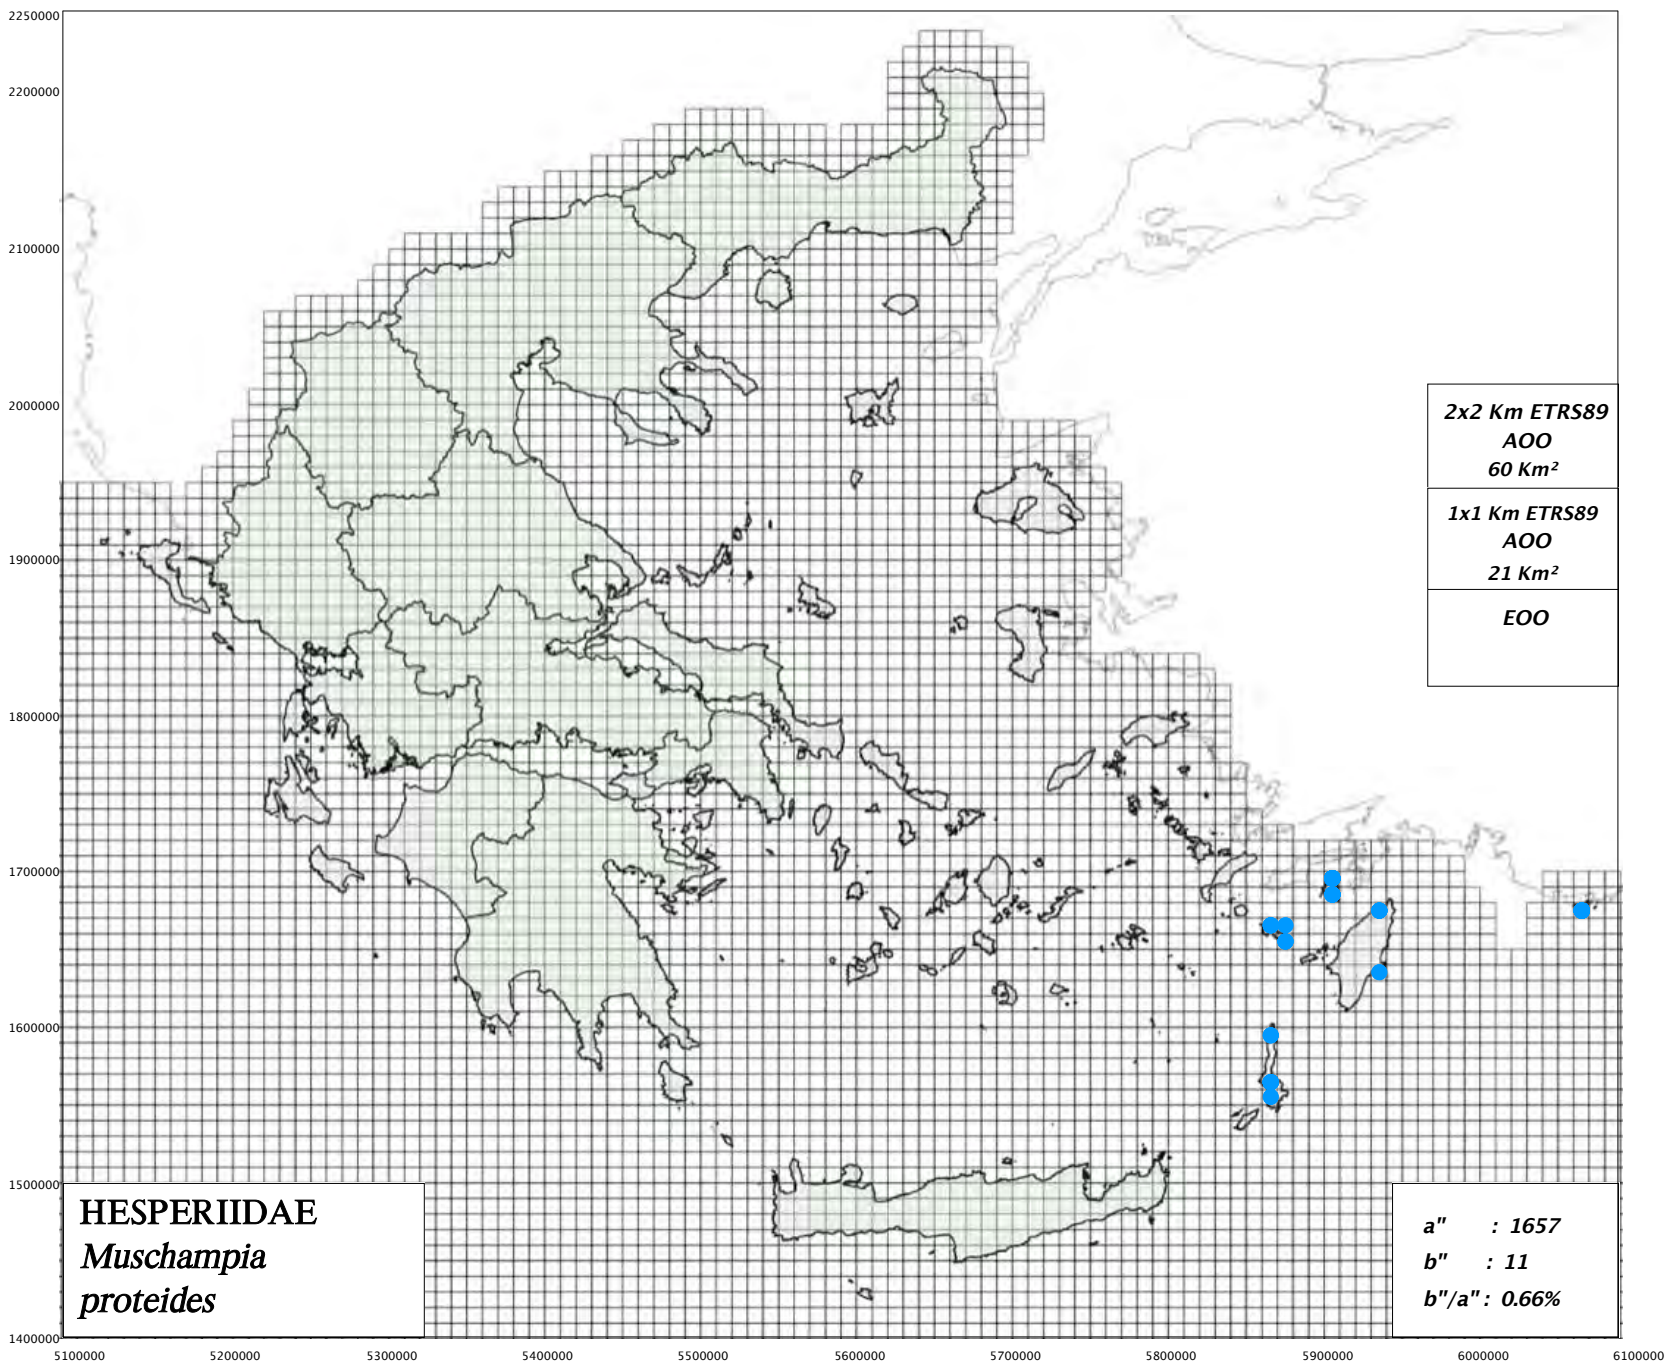 2250000
2200000
2100000
2000000
1900000
1800000
1700000
1600000
1500000
1400000
2x2 Km ETRS89
AOO
60 Km²
1x1 Km ETRS89
AOO
21 Km²
EOO
HESPERIIDAE
Muschampia
proteides
a" : 1657
b" : 11
b"/a" : 0.66%
5100000 5200000 5300000 5400000 5500000 5600000 5700000 5800000 5900000 6000000 6100000